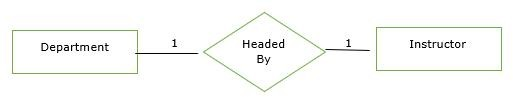 Department
1
Headed
By
1
Instructor